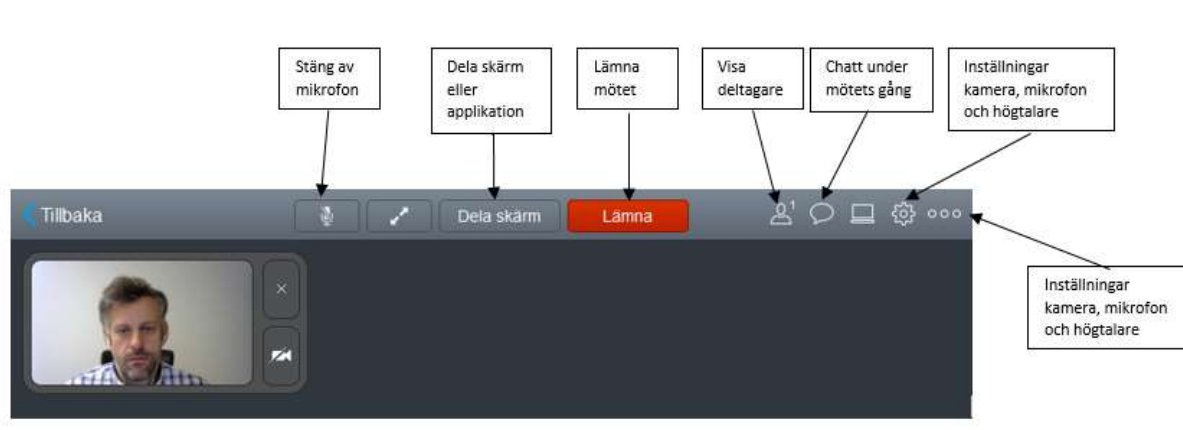 Stäng av
mikrofon
Dela skärm
eller
applikation
Lämna
mötet
Visa
deltagare
Chatt under
mötets gång
Inställningar
kamera, mikrofon
och högtalare
Tillbaka
Dela skärm
Lämna
1
Inställningar
kamera, mikrofon
och högtalare